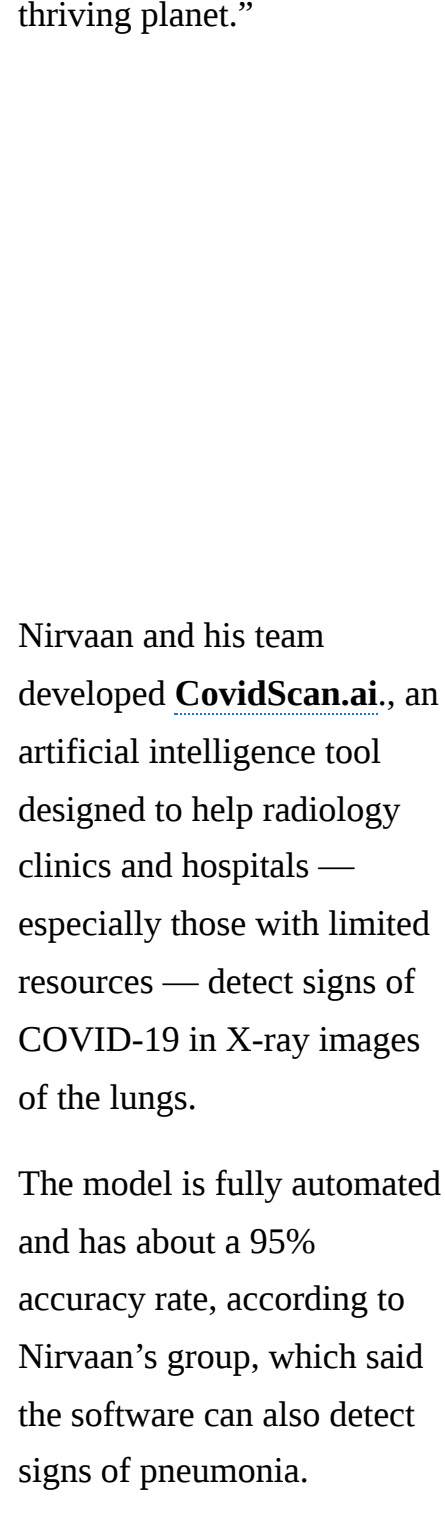 thriving planet.”
Nirvaan and his team
developed CovidScan.ai., an
artificial intelligence tool
designed to help radiology
clinics and hospitals —
especially those with limited
resources — detect signs of
COVID-19 in X-ray images
of the lungs.
The model is fully automated
and has about a 95%
accuracy rate, according to
Nirvaan’s group, which said
the software can also detect
signs of pneumonia.